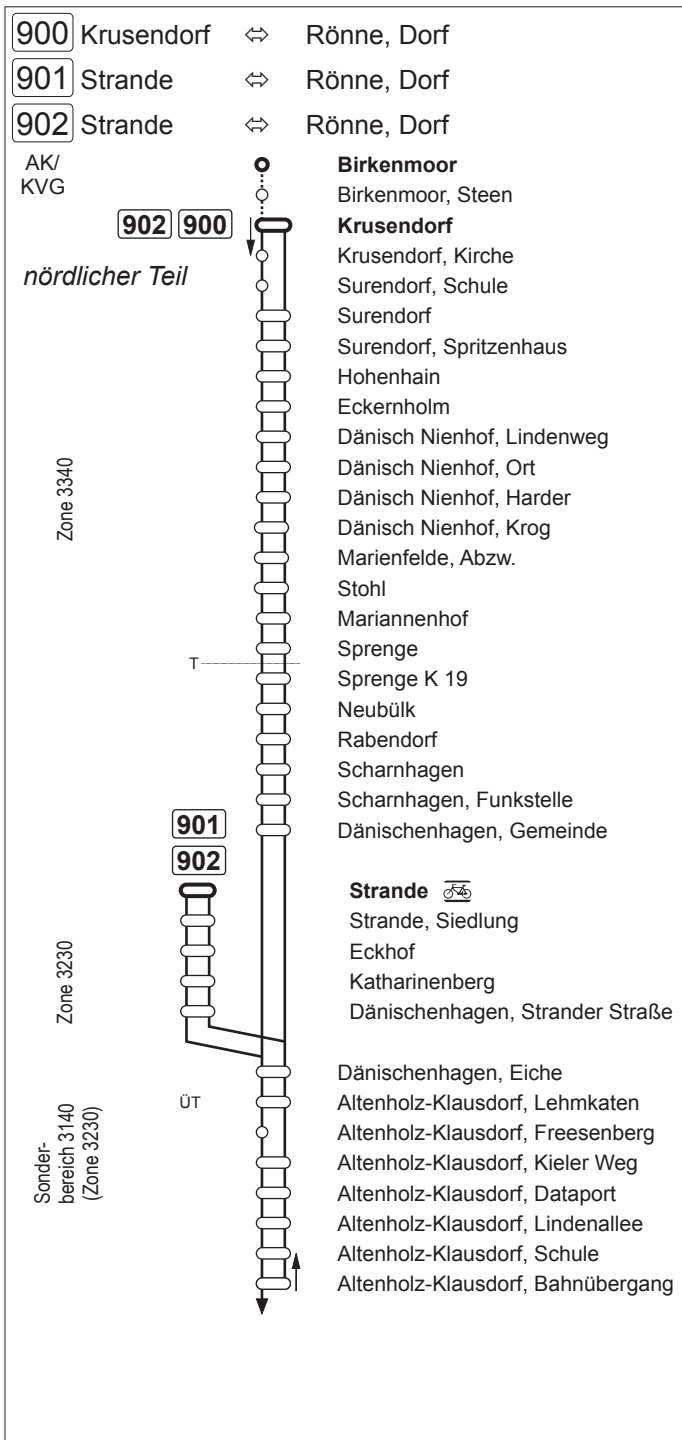 900 Krusendorf ⇔ Rönne, Dorf
901 Strande ⇔ Rönne, Dorf
902 Strande ⇔ Rönne, Dorf
AK/
KVG
Birkenmoor
Birkenmoor, Steen
902 900 Krusendorf
Krusendorf, Kirche
nördlicher Teil
Surendorf, Schule
Surendorf
Surendorf, Spritzenhaus
Hohenhain
Eckernholm
Dänisch Nienhof, Lindenweg
Dänisch Nienhof, Ort
Zone 3340
Dänisch Nienhof, Harder
Dänisch Nienhof, Krog
Marienfelde, Abzw.
Stohl
Mariannenhof
Sprenge
T
Sprenge K 19
Neubülk
Rabendorf
Scharnhagen
Scharnhagen, Funkstelle
901 Dänischenhagen, Gemeinde
902
Strande
Strande, Siedlung
Eckhof
Zone 3230
Katharinenberg
Dänischenhagen, Strander Straße
Dänischenhagen, Eiche
ÜT Altenholz-Klausdorf, Lehmkaten
Altenholz-Klausdorf, Freesenberg
Sonder-
bereich 3140
(Zone 3230)
Altenholz-Klausdorf, Kieler Weg
Altenholz-Klausdorf, Dataport
Altenholz-Klausdorf, Lindenallee
Altenholz-Klausdorf, Schule
Altenholz-Klausdorf, Bahnübergang